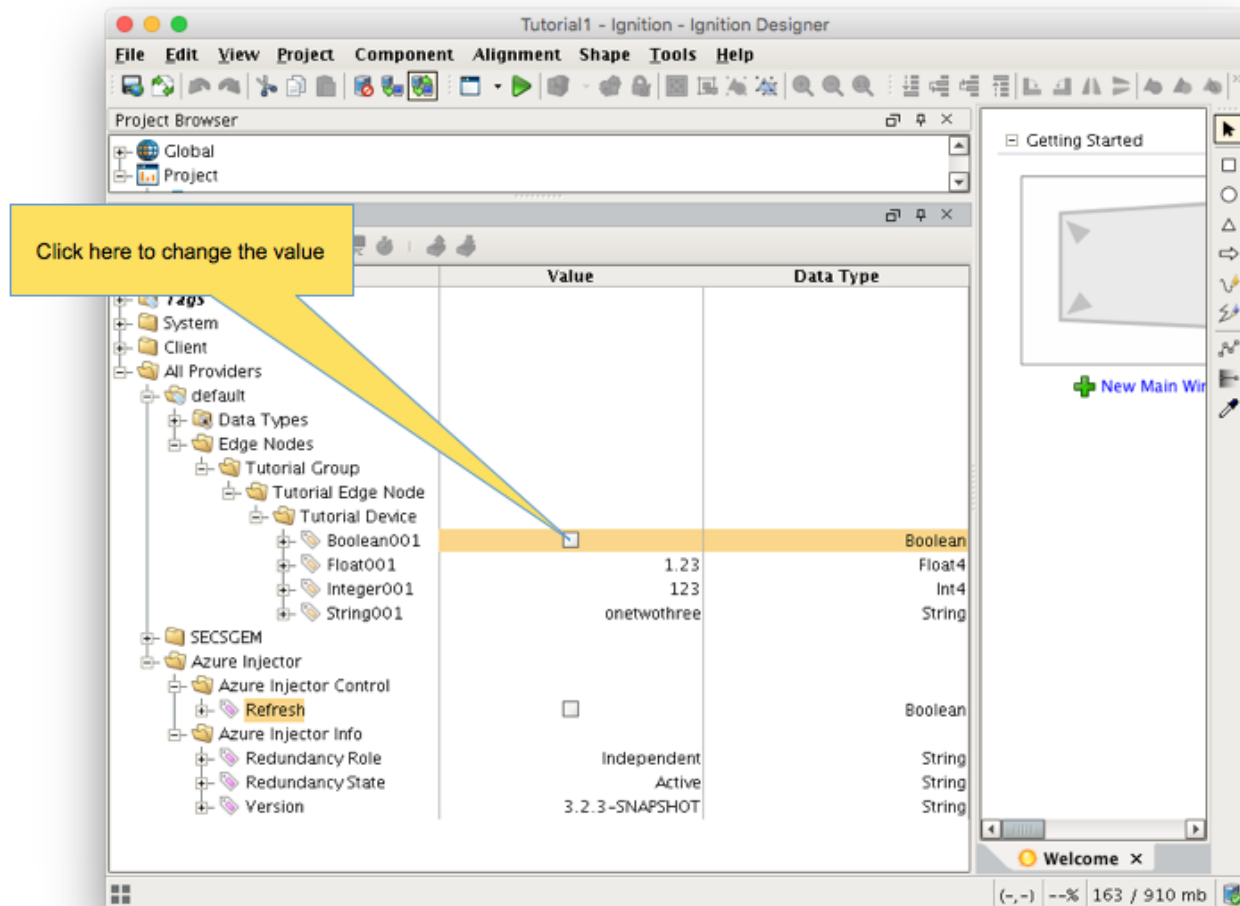 Tutorial1 - Ignition - Ignition Designer
File Edit View Project Component Alignment Shape Tools Help
Project Browser
Global
Project
Getting Started
New Main Wir
Click here to change the value
Value Data Type
Tags
System
Client
All Providers
default
Data Types
Edge Nodes
Tutorial Group
Tutorial Edge Node
Tutorial Device
Boolean001 Boolean
Float001 1.23 Float4
Integer001 123 Int4
String001 onetwothree String
SECSGEM
Azure Injector
Azure Injector Control
Refresh Boolean
Azure Injector Info
Redundancy Role Independent String
Redundancy State Active String
Version 3.2.3-SNAPSHOT String
Welcome
(-,-) --% 163 / 910 mb